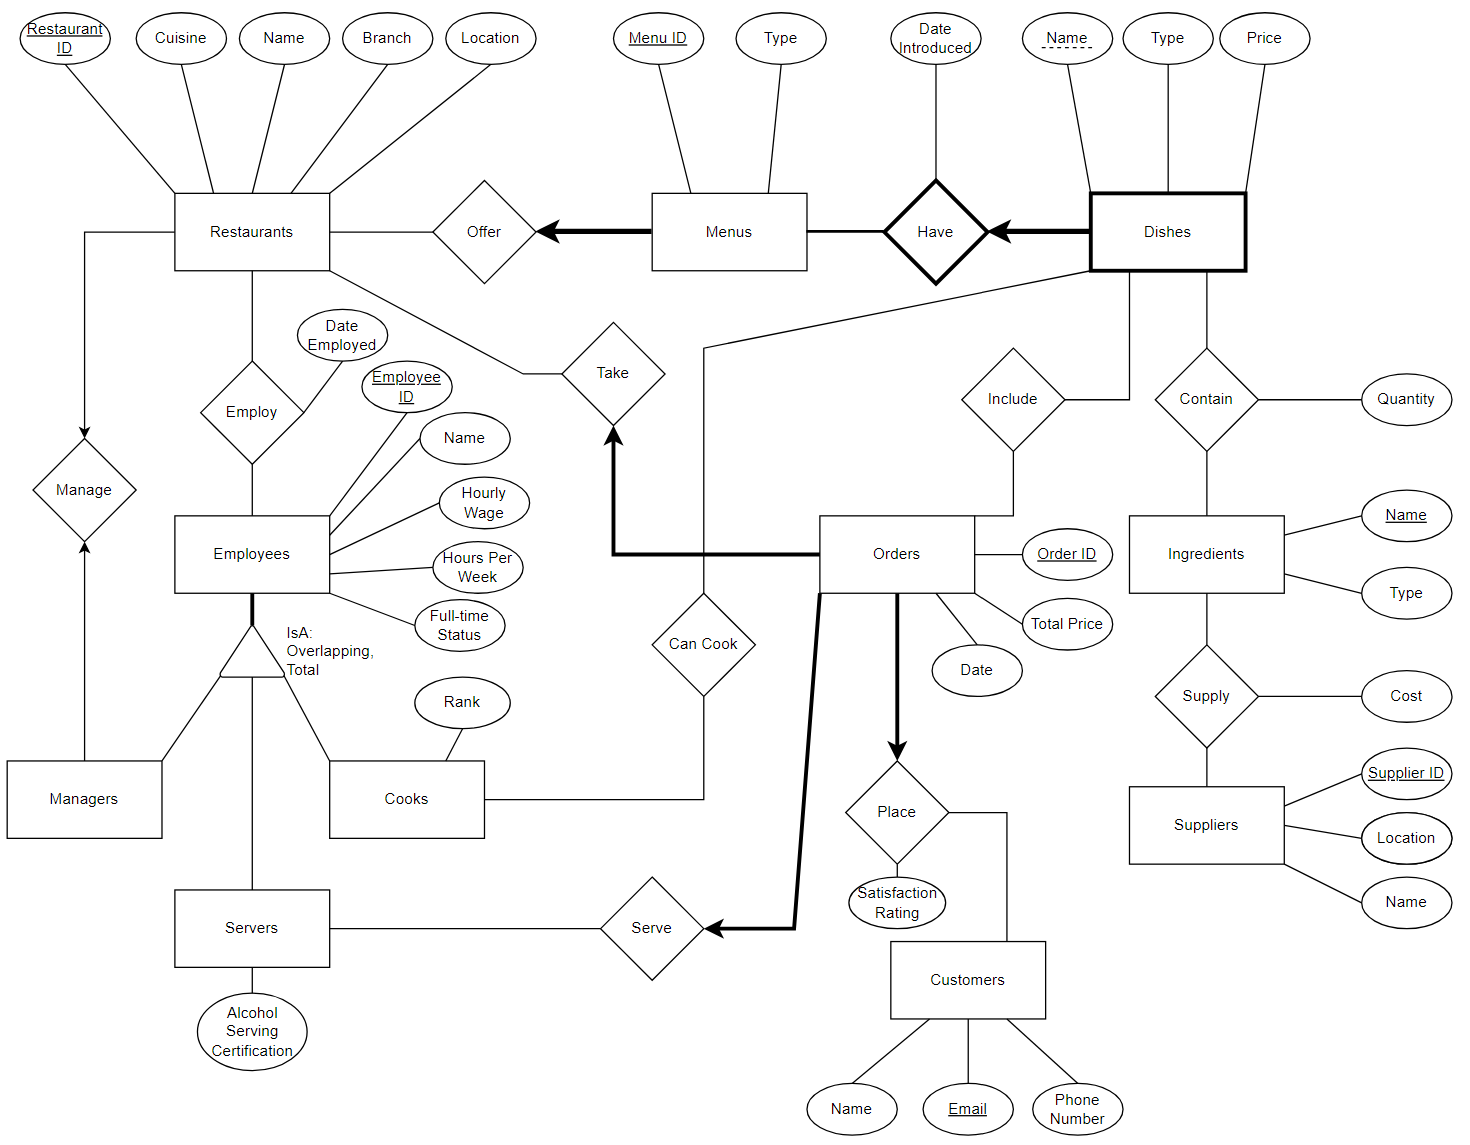 Restaurant
ID
Cuisine
Name
Branch
Location
Menu ID
Type
Date
Introduced
Name
Type
Price
Restaurants
Offer
Menus
Have
Dishes
Date
Employed
Take
Employee
ID
Employ
Include
Contain
Quantity
Name
Manage
Hourly
Wage
Name
Employees
Orders
Order ID
Ingredients
Hours Per
Week
Type
Full-time
Status
Total Price
IsA:
Overlapping,
Total
Can Cook
Date
Supply
Cost
Rank
Supplier ID
Managers
Cooks
Place
Suppliers
Location
Satisfaction
Rating
Name
Servers
Serve
Customers
Alcohol
Serving
Certification
Name
Email
Phone
Number